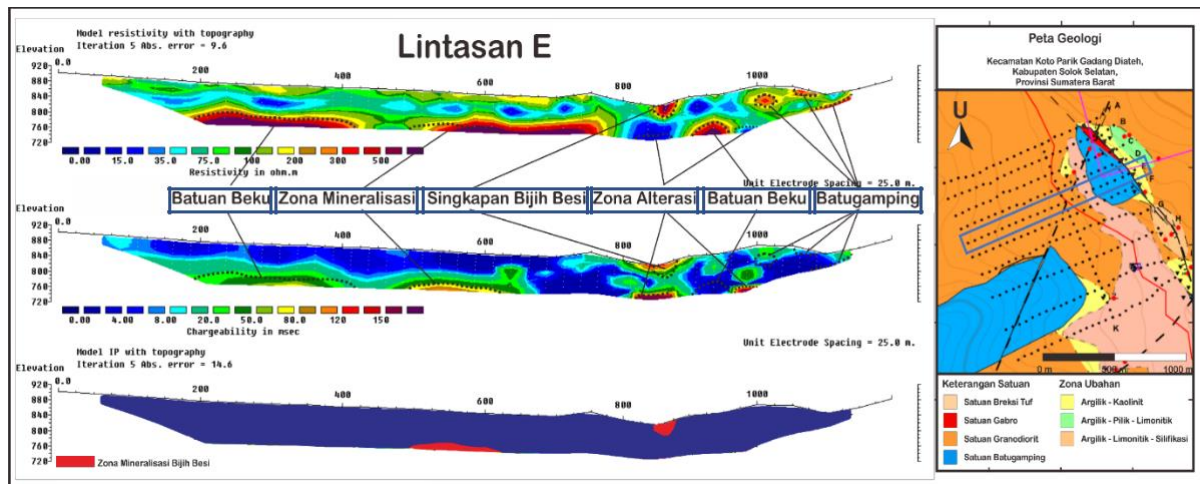 Model resistivity with topography
Iteration 5 Abs. error = 9.6
Lintasan E
Elevation
920
880
840
800
760
720
0.0
200
400
600
800
1000
0.00 15.0 35.0 75.0 100 200 300 500
Resistivity in ohm.m
Unit Electrode Spacing = 25.0 m.
Batuan Beku
Zona Mineralisasi
Singkapan Bijih Besi
Zona Alterasi
Batuan Beku
Batugamping
Elevation
920
880
840
800
760
720
0.0
200
400
600
800
1000
0.00 4.00 8.00 20.0 50.0 80.0 120 150
Chargeability in msec
Unit Electrode Spacing = 25.0 m.
Model IP with topography
Iteration 5 Abs. error = 14.6
Elevation
920
880
840
800
760
720
0.0
200
400
600
800
1000
Zona Mineralisasi Bijih Besi
Peta Geologi
Kecamatan Koto Parik Gadang Diateh,
Kabupaten Solok Selatan,
Provinsi Sumatera Barat
U
A
B
C
D
G
H
K
0
1000 m
Keterangan Satuan
Satuan Breksi Tuf
Satuan Gabro
Satuan Granodiorit
Satuan Batugamping
Zona Ubahan
Argilik - Kaolinit
Argilik - Pilik - Limonitik
Argilik - Limonitik - Silifikasi